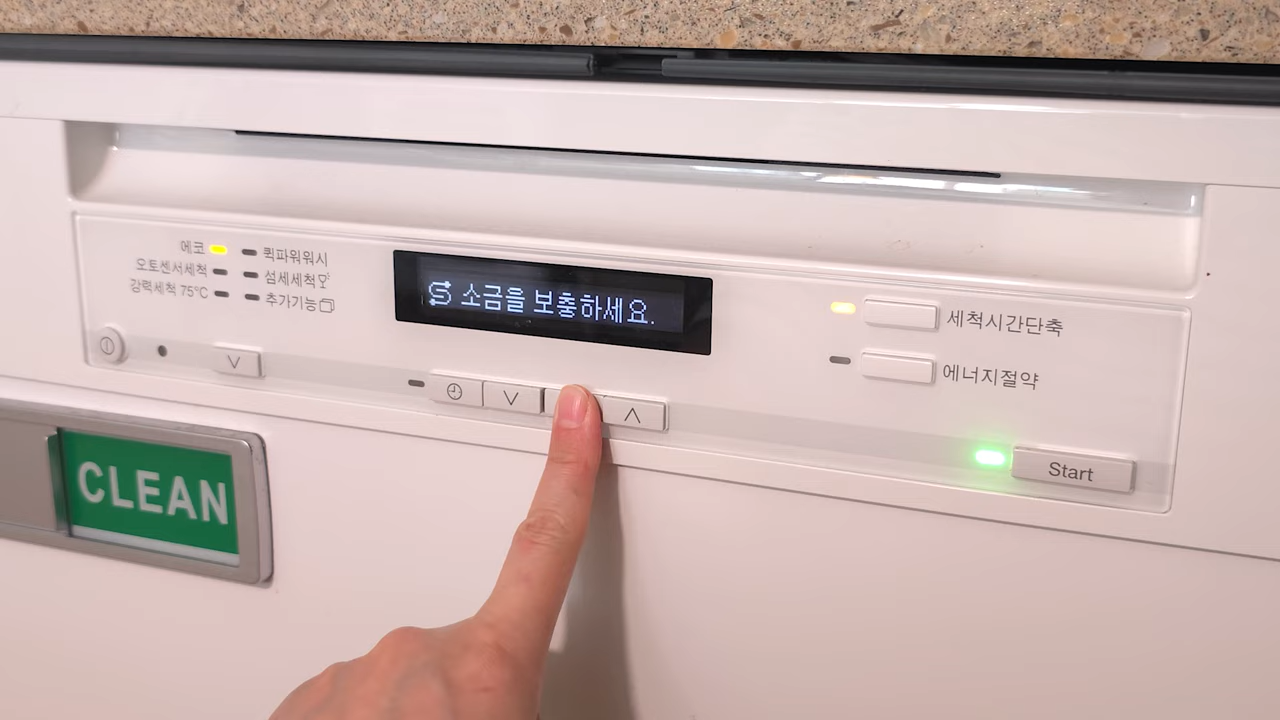 에코
퀵파워워시
오토센서세척
섬세세척
강력세척 75°C
추가기능
소금을 보충하세요.
세척시간단축
에너지절약
Start
CLEAN